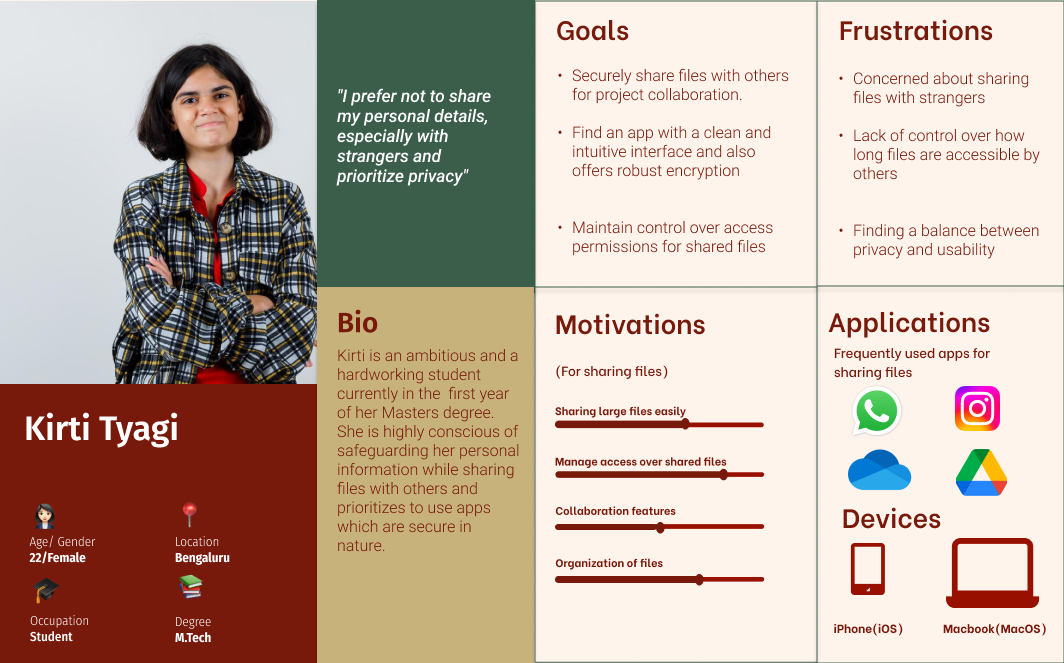 Kirti Tyagi
Age/ Gender
22/Female
Location
Bengaluru
Occupation
Student
Degree
M.Tech
"I prefer not to share
my personal details,
especially with
strangers and
prioritize privacy"
Bio
Kirti is an ambitious and a
hardworking student
currently in the first year
of her Masters degree.
She is highly conscious of
safeguarding her personal
information while sharing
files with others and
prioritizes to use apps
which are secure in
nature.
Goals
• Securely share files with others
for project collaboration.
• Find an app with a clean and
intuitive interface and also
offers robust encryption
• Maintain control over access
permissions for shared files
Frustrations
• Concerned about sharing
files with strangers
• Lack of control over how
long files are accessible by
others
• Finding a balance between
privacy and usability
Motivations
(For sharing files)
Sharing large files easily
Manage access over shared files
Collaboration features
Organization of files
Applications
Frequently used apps for
sharing files
Devices
iPhone(iOS)
Macbook(MacOS)